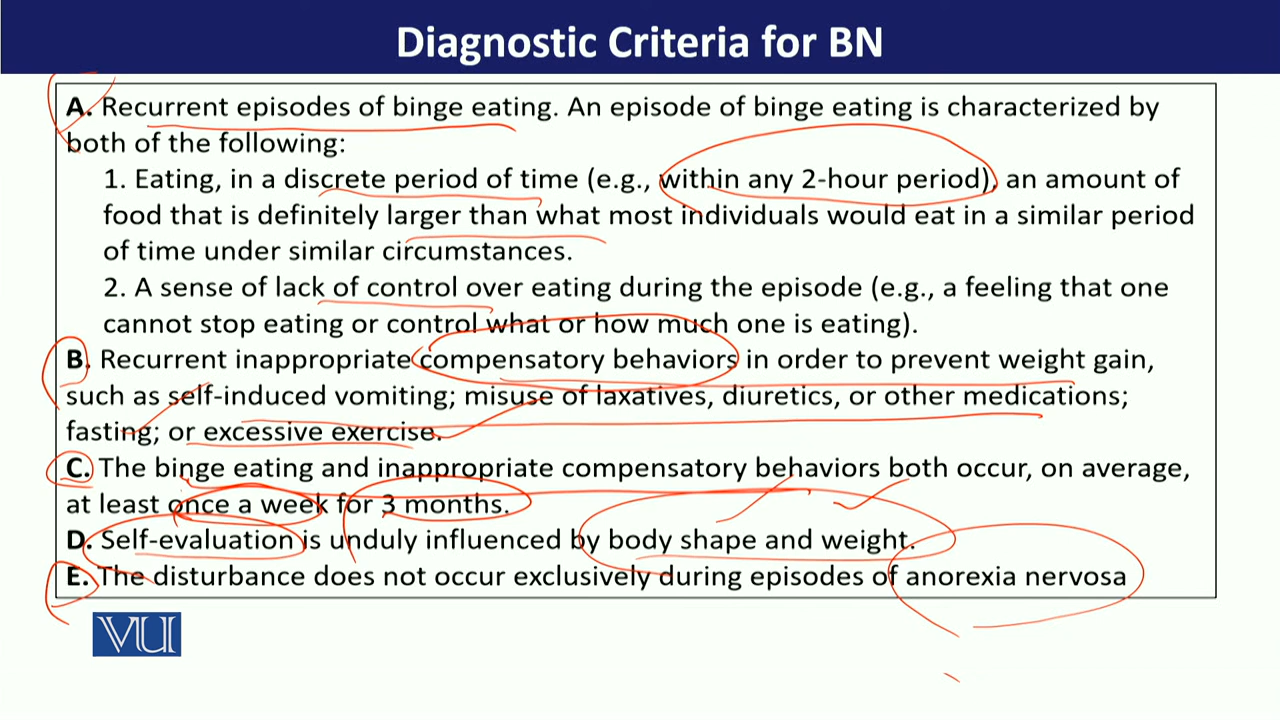 Diagnostic Criteria for BN
A. Recurrent episodes of binge eating. An episode of binge eating is characterized by
both of the following:
1. Eating, in a discrete period of time (e.g., within any 2-hour period), an amount of
food that is definitely larger than what most individuals would eat in a similar period
of time under similar circumstances.
2. A sense of lack of control over eating during the episode (e.g., a feeling that one
cannot stop eating or control what or how much one is eating).
B. Recurrent inappropriate compensatory behaviors in order to prevent weight gain,
such as self-induced vomiting; misuse of laxatives, diuretics, or other medications;
fasting; or excessive exercise.
C. The binge eating and inappropriate compensatory behaviors both occur, on average,
at least once a week for 3 months.
D. Self-evaluation is unduly influenced by body shape and weight.
E. The disturbance does not occur exclusively during episodes of anorexia nervosa
VU